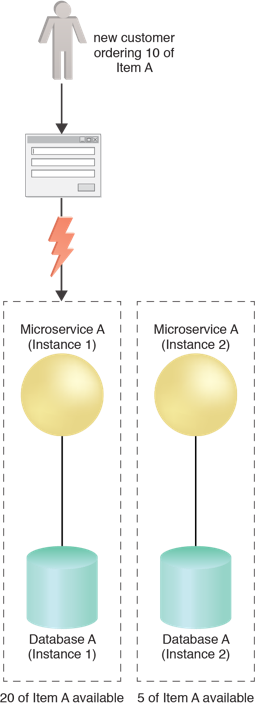 new customer
ordering 10 of
Item A
Microservice A
(Instance 1)
Microservice A
(Instance 2)
Database A
(Instance 1)
Database A
(Instance 2)
20 of Item A available
5 of Item A available